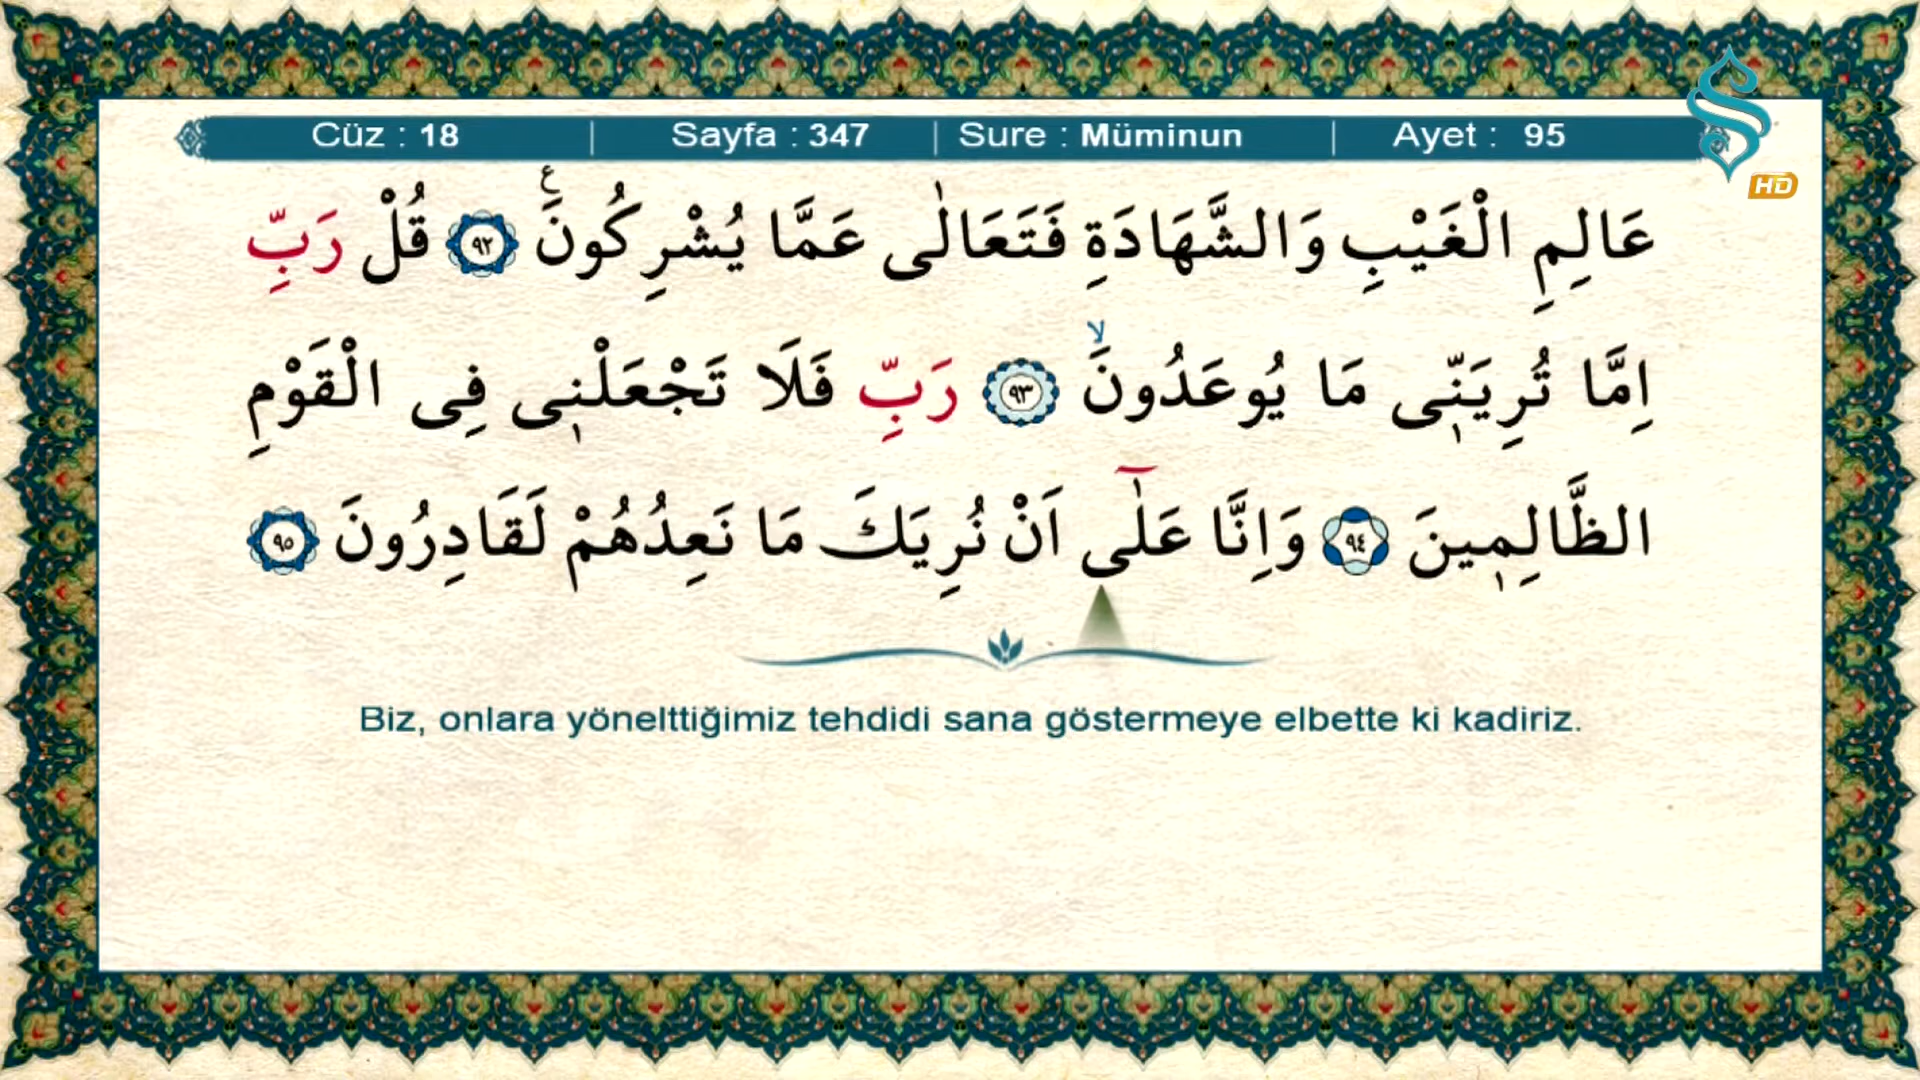 Cüz : 18 | Sayfa : 347 | Sure : Müminun | Ayet : 95
HD
عَالِمِ الْغَيْبِ وَالشَّهَادَةِ فَتَعَالٰى عَمَّا يُشْرِكُونَۚ ع ﴿٩٢﴾ قُلْ رَبِّ
اِمَّا تُرِيَنّٖى مَا يُوعَدُونَۙ ﴿٩٣﴾ رَبِّ فَلَا تَجْعَلْنٖى فِى الْقَوْمِ
الظَّالِمٖينَ ﴿٩٤﴾ وَاِنَّا عَلٰٓى اَنْ نُرِيَكَ مَا نَعِدُهُمْ لَقَادِرُونَ ﴿٩٥﴾
Biz, onlara yönelttiğimiz tehdidi sana göstermeye elbette ki kadiriz.